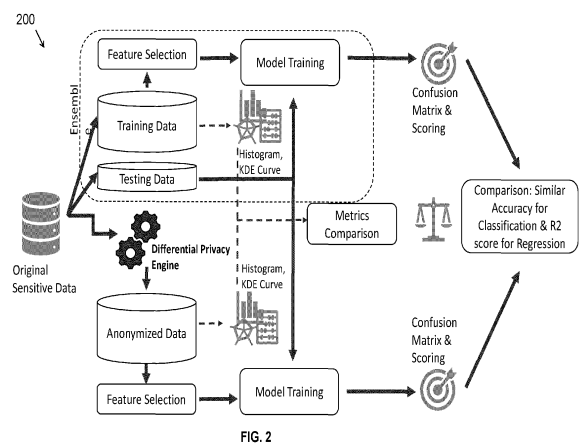 200
Feature Selection
Model Training
Confusion
Matrix &
Scoring
Ensembl
e
Training Data
Histogram,
KDE Curve
Testing Data
Metrics
Comparison
Comparison: Similar
Accuracy for
Classification & R2
score for Regression
Original
Sensitive Data
Differential Privacy
Engine
Histogram,
KDE Curve
Anonymized Data
Confusion
Matrix &
Scoring
Feature Selection
Model Training
FIG. 2